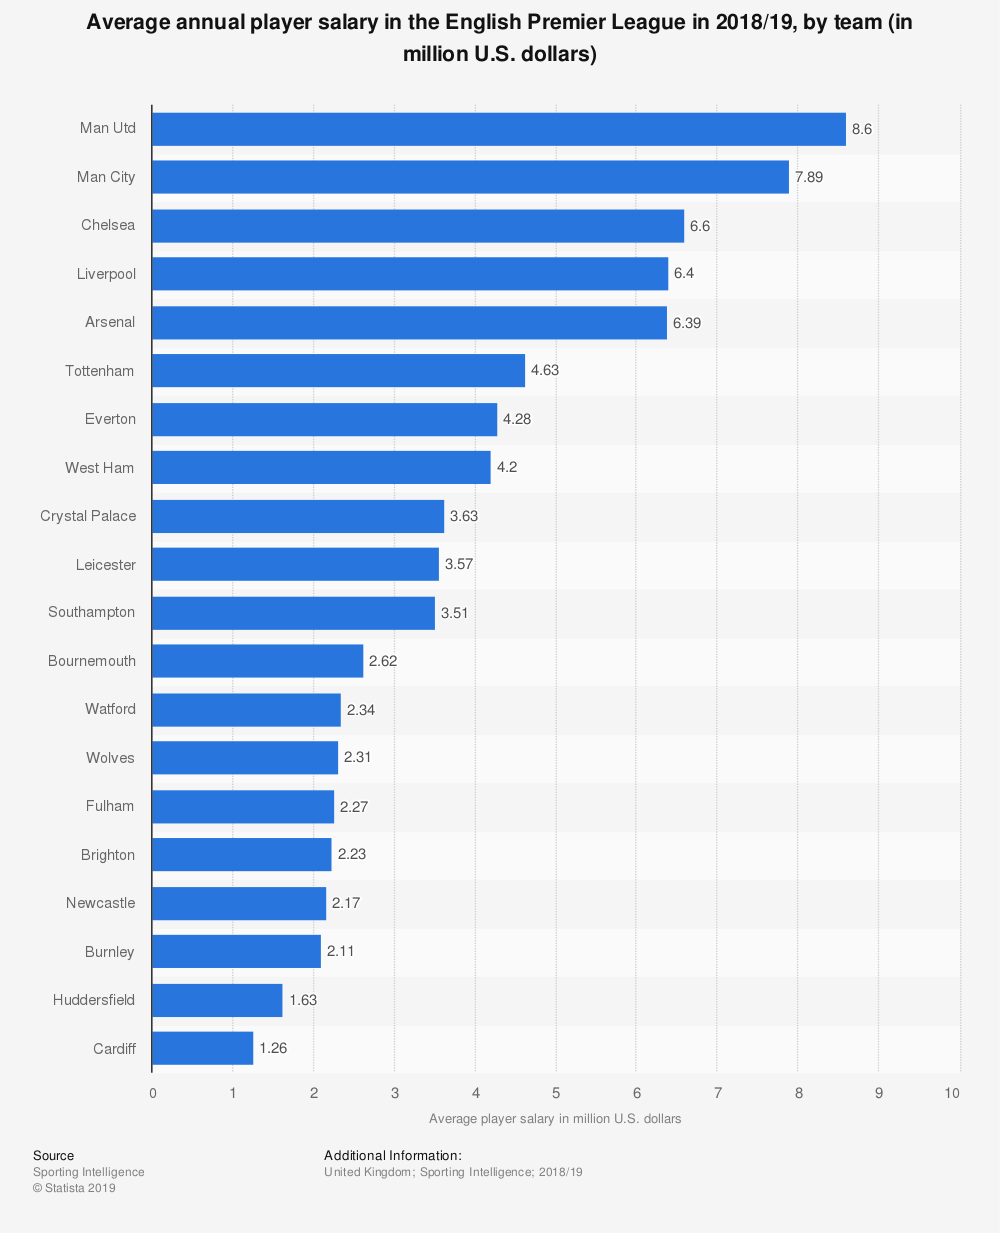 Average annual player salary in the English Premier League in 2018/19, by team (in
million U.S. dollars)
Man Utd 8.6
Man City 7.89
Chelsea 6.6
Liverpool 6.4
Arsenal 6.39
Tottenham 4.63
Everton 4.28
West Ham 4.2
Crystal Palace 3.63
Leicester 3.57
Southampton 3.51
Bournemouth 2.62
Watford 2.34
Wolves 2.31
Fulham 2.27
Brighton 2.23
Newcastle 2.17
Burnley 2.11
Huddersfield 1.63
Cardiff 1.26
0 1 2 3 4 5 6 7 8 9 10
Average player salary in million U.S. dollars
Source
Sporting Intelligence
© Statista 2019
Additional Information:
United Kingdom; Sporting Intelligence; 2018/19